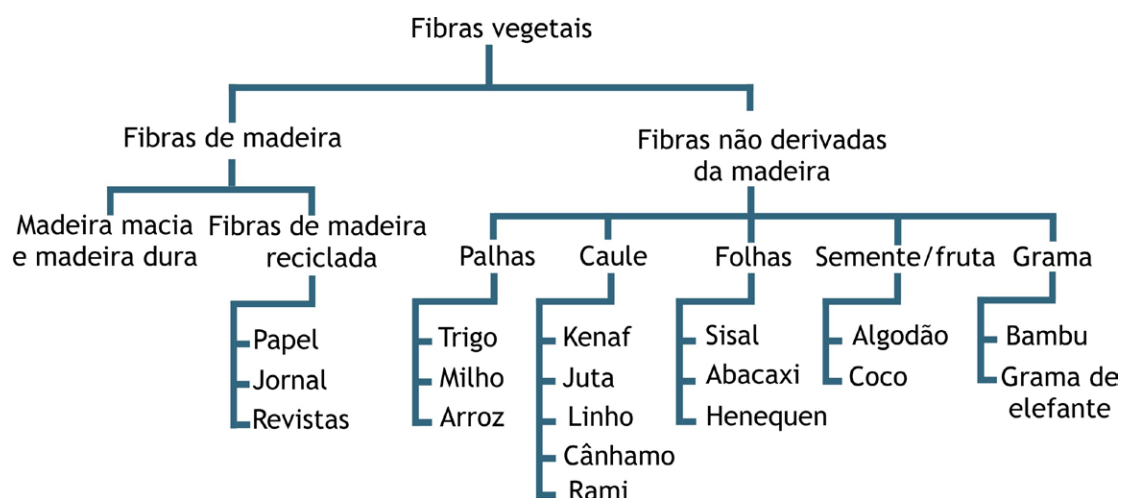 Fibras vegetais
Fibras de madeira
Fibras não derivadas
da madeira
Madeira macia
e madeira dura
Fibras de madeira
reciclada
Papel
Jornal
Revistas
Palhas
Trigo
Milho
Arroz
Caule
Kenaf
Juta
Linho
Cânhamo
Rami
Folhas
Sisal
Abacaxi
Henequen
Semente/fruta
Algodão
Coco
Grama
Bambu
Grama de
elefante